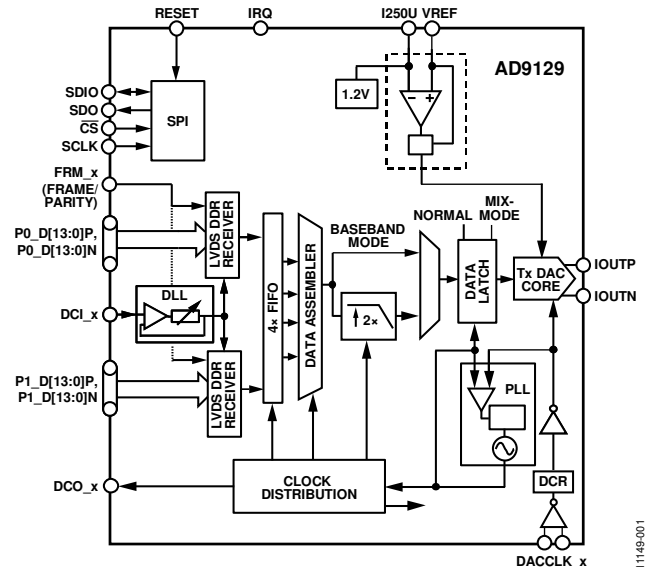 RESET
IRQ
I250U VREF
AD9129
1.2V
SDIO
SDO
CS
SCLK
SPI
FRM_x
(FRAME/
PARITY)
P0_D[13:0]P,
P0_D[13:0]N
LVDS DDR
RECEIVER
DLL
DCI_x
P1_D[13:0]P,
P1_D[13:0]N
LVDS DDR
RECEIVER
4× FIFO
DATA ASSEMBLER
BASEBAND
MODE
2×
NORMAL
MIX-
MODE
DATA
LATCH
Tx DAC
CORE
IOUTP
IOUTN
PLL
DCO_x
CLOCK
DISTRIBUTION
DCR
DACCLK_x
11149-001